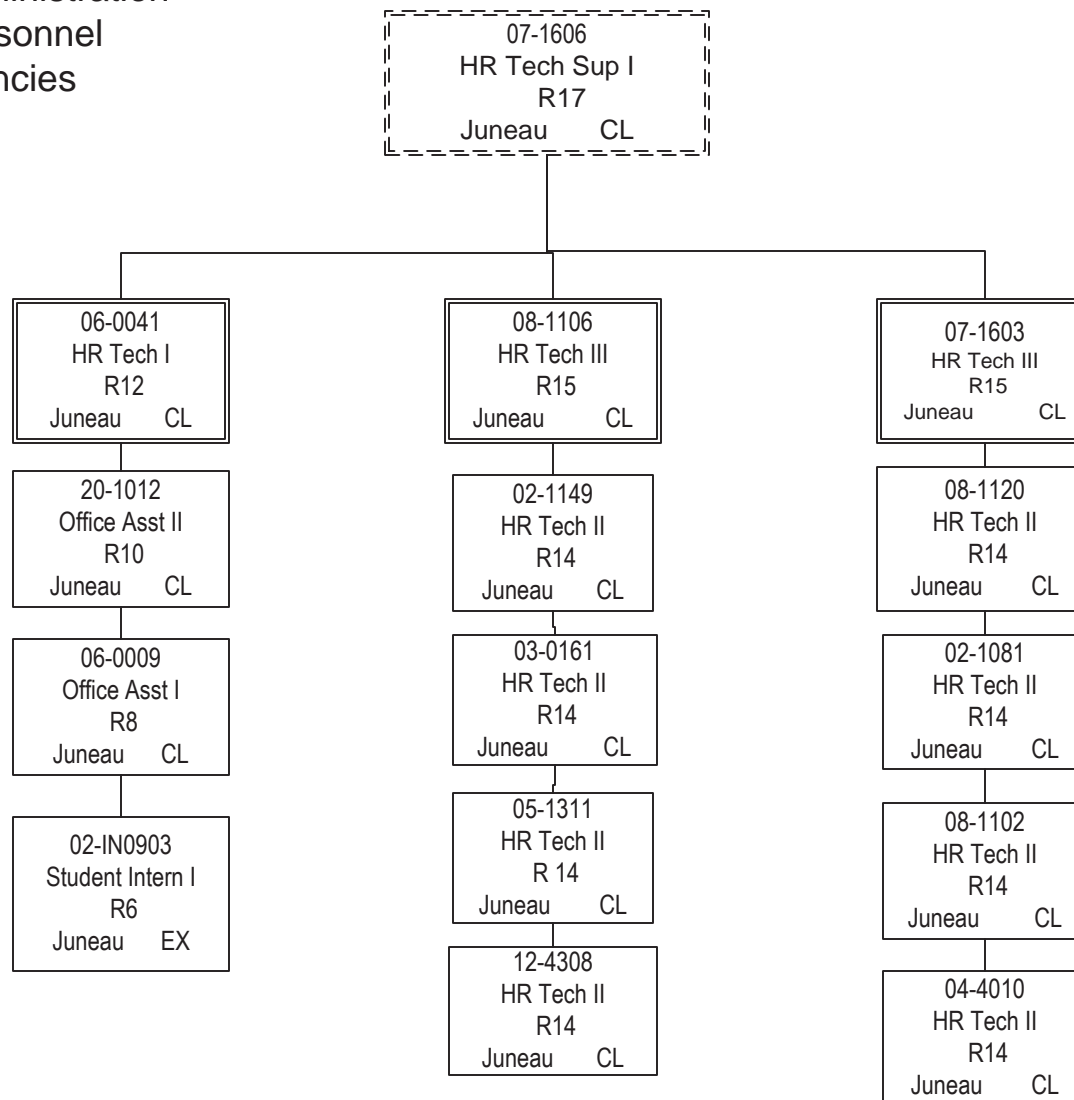 07-1606
HR Tech Sup I
R17
Juneau CL
06-0041
HR Tech I
R12
Juneau CL
20-1012
Office Asst II
R10
Juneau CL
06-0009
Office Asst I
R8
Juneau CL
02-IN0903
Student Intern I
R6
Juneau EX
08-1106
HR Tech III
R15
Juneau CL
02-1149
HR Tech II
R14
Juneau CL
03-0161
HR Tech II
R14
Juneau CL
05-1311
HR Tech II
R 14
Juneau CL
12-4308
HR Tech II
R14
Juneau CL
07-1603
HR Tech III
R15
Juneau CL
08-1120
HR Tech II
R14
Juneau CL
02-1081
HR Tech II
R14
Juneau CL
08-1102
HR Tech II
R14
Juneau CL
04-4010
HR Tech II
R14
Juneau CL